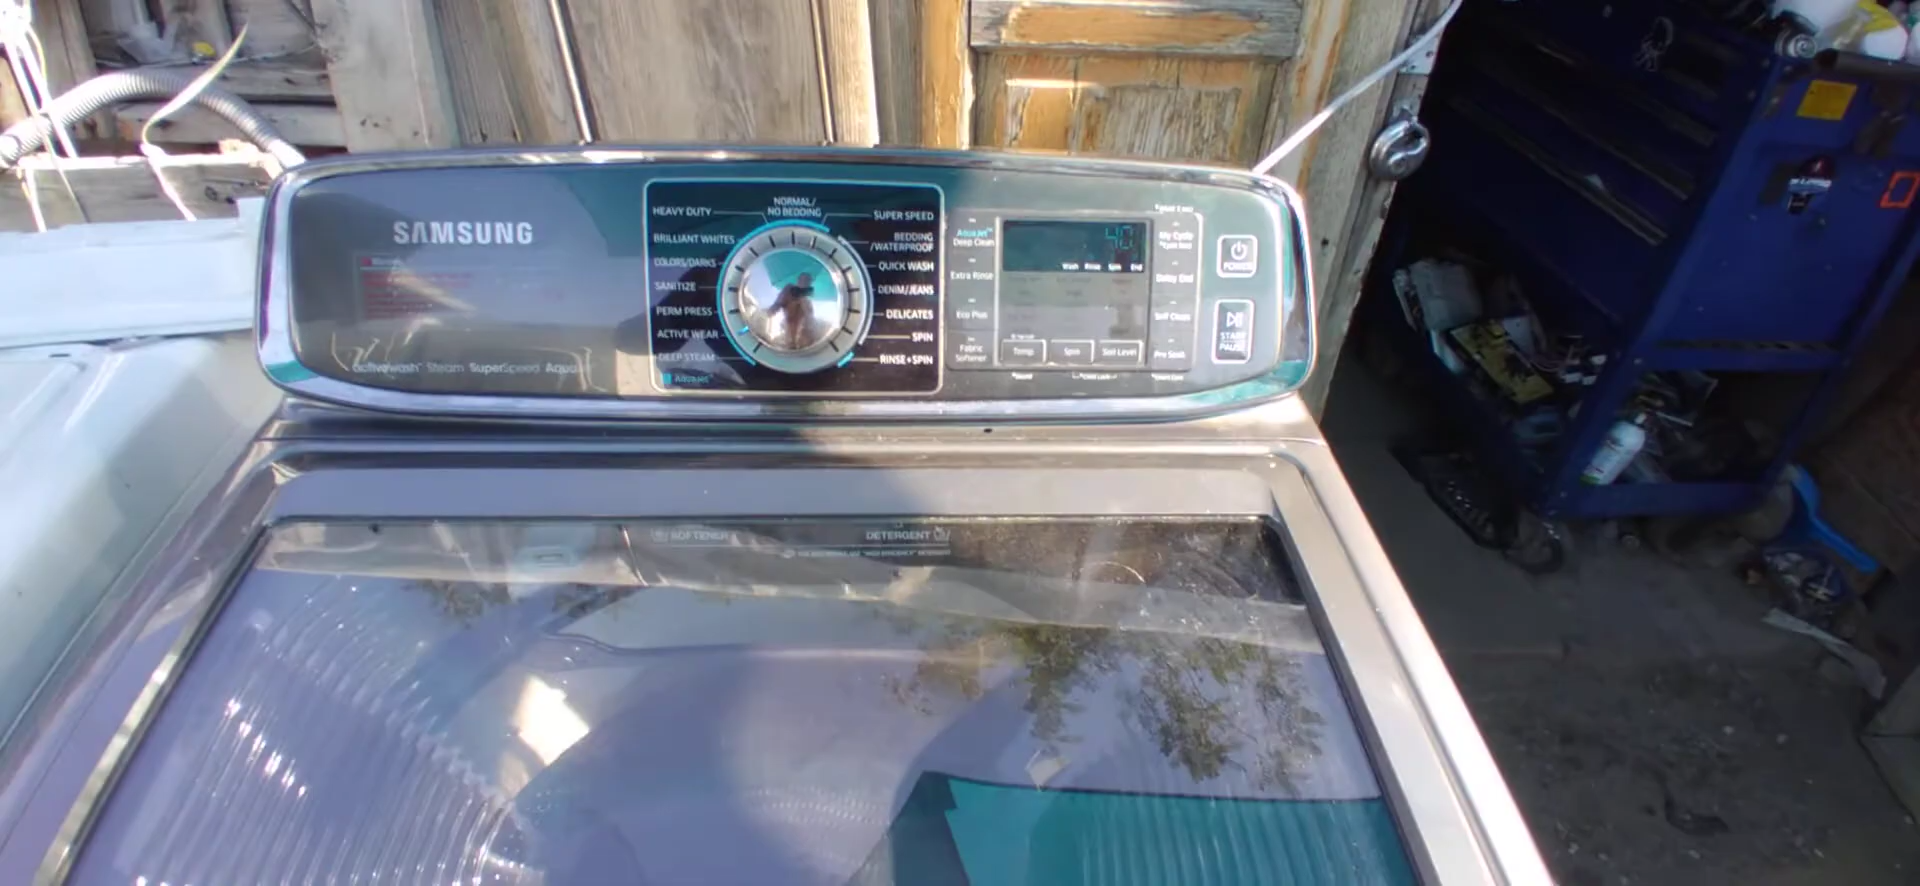 SAMSUNG
activewash Steam SuperSpeed
HEAVY DUTY
BRILLIANT WHITES
COLORS/DARKS
SANITIZE
PERM PRESS
ACTIVE WEAR
DEEP STEAM
AQUAJET
NORMAL/
NO BEDDING
SUPER SPEED
BEDDING
/WATERPROOF
QUICK WASH
DENIM/JEANS
DELICATES
SPIN
RINSE+SPIN
AquaJet™
Deep Clean
Extra Rinse
Eco Plus
Fabric
Softener
40
Wash Rinse Spin End
Temp
Spin
Soil Level
My Cycle
Delay End
Self Clean
Pre Soak
POWER
START
PAUSE
SOFTENER
DETERGENT